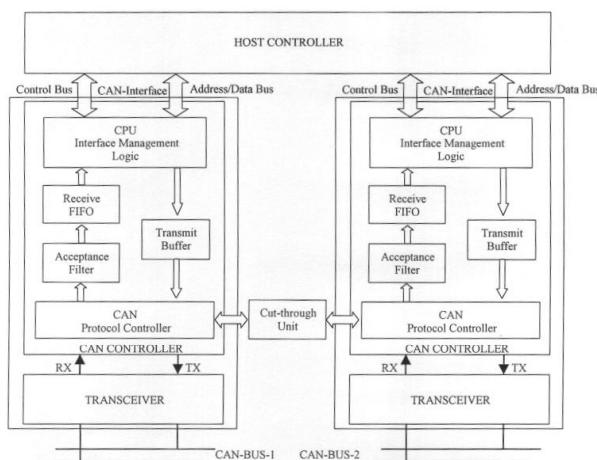 HOST CONTROLLER
Control Bus CAN-Interface Address/Data Bus
CPU
Interface Management
Logic
Receive
FIFO
Transmit
Buffer
Acceptance
Filter
CAN
Protocol Controller
CAN CONTROLLER
RX
TX
TRANSCEIVER
Cut-through
Unit
Control Bus CAN-Interface Address/Data Bus
CPU
Interface Management
Logic
Receive
FIFO
Transmit
Buffer
Acceptance
Filter
CAN
Protocol Controller
CAN CONTROLLER
RX
TX
TRANSCEIVER
CAN-BUS-1 CAN-BUS-2